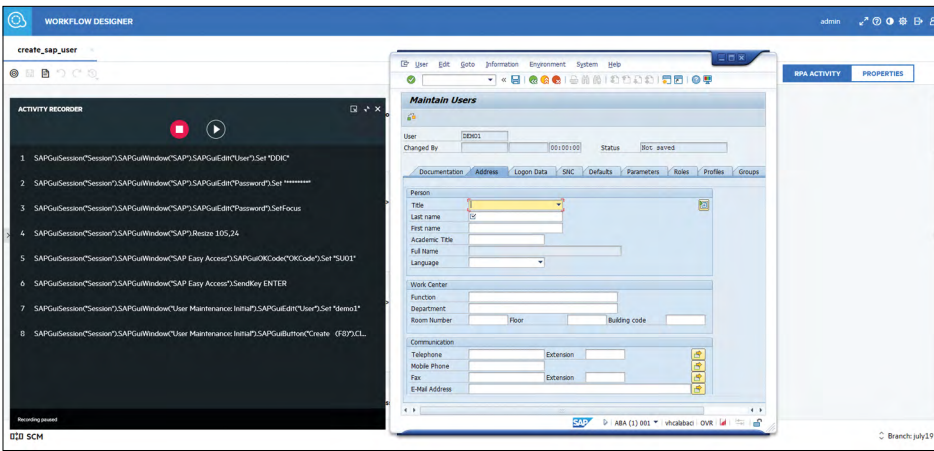 WORKFLOW DESIGNER
admin
create_sap_user
RPA ACTIVITY PROPERTIES
ACTIVITY RECORDER
1 SAPGuiSession("Session").SAPGuiWindow("SAP").SAPGuiEdit("User").Set "DDIC"
2 SAPGuiSession("Session").SAPGuiWindow("SAP").SAPGuiEdit("Password").Set "*********"
3 SAPGuiSession("Session").SAPGuiWindow("SAP").SAPGuiEdit("Password").SetFocus
4 SAPGuiSession("Session").SAPGuiWindow("SAP").Resize 105,24
5 SAPGuiSession("Session").SAPGuiWindow("SAP Easy Access").SAPGuiOKCode("OKCode").Set "SU01"
6 SAPGuiSession("Session").SAPGuiWindow("SAP Easy Access").SendKey ENTER
7 SAPGuiSession("Session").SAPGuiWindow("User Maintenance: Initial").SAPGuiEdit("User").Set "demo1"
8 SAPGuiSession("Session").SAPGuiWindow("User Maintenance: Initial").SAPGuiButton("Create (F8)").CL...
Recording paused
SCM
User Edit Goto Information Environment System Help
Maintain Users
User DEMO1
Changed By 00:00:00 Status Not saved
Documentation Address Logon Data SNC Defaults Parameters Roles Profiles Groups
Person
Title
Last name
First name
Academic Title
Full Name
Language
Work Center
Function
Department
Room Number Floor Building code
Communication
Telephone Extension
Mobile Phone
Fax Extension
E-Mail Address
SAP ABA (1) 001 vhcalabaci OVR
Branch: july19